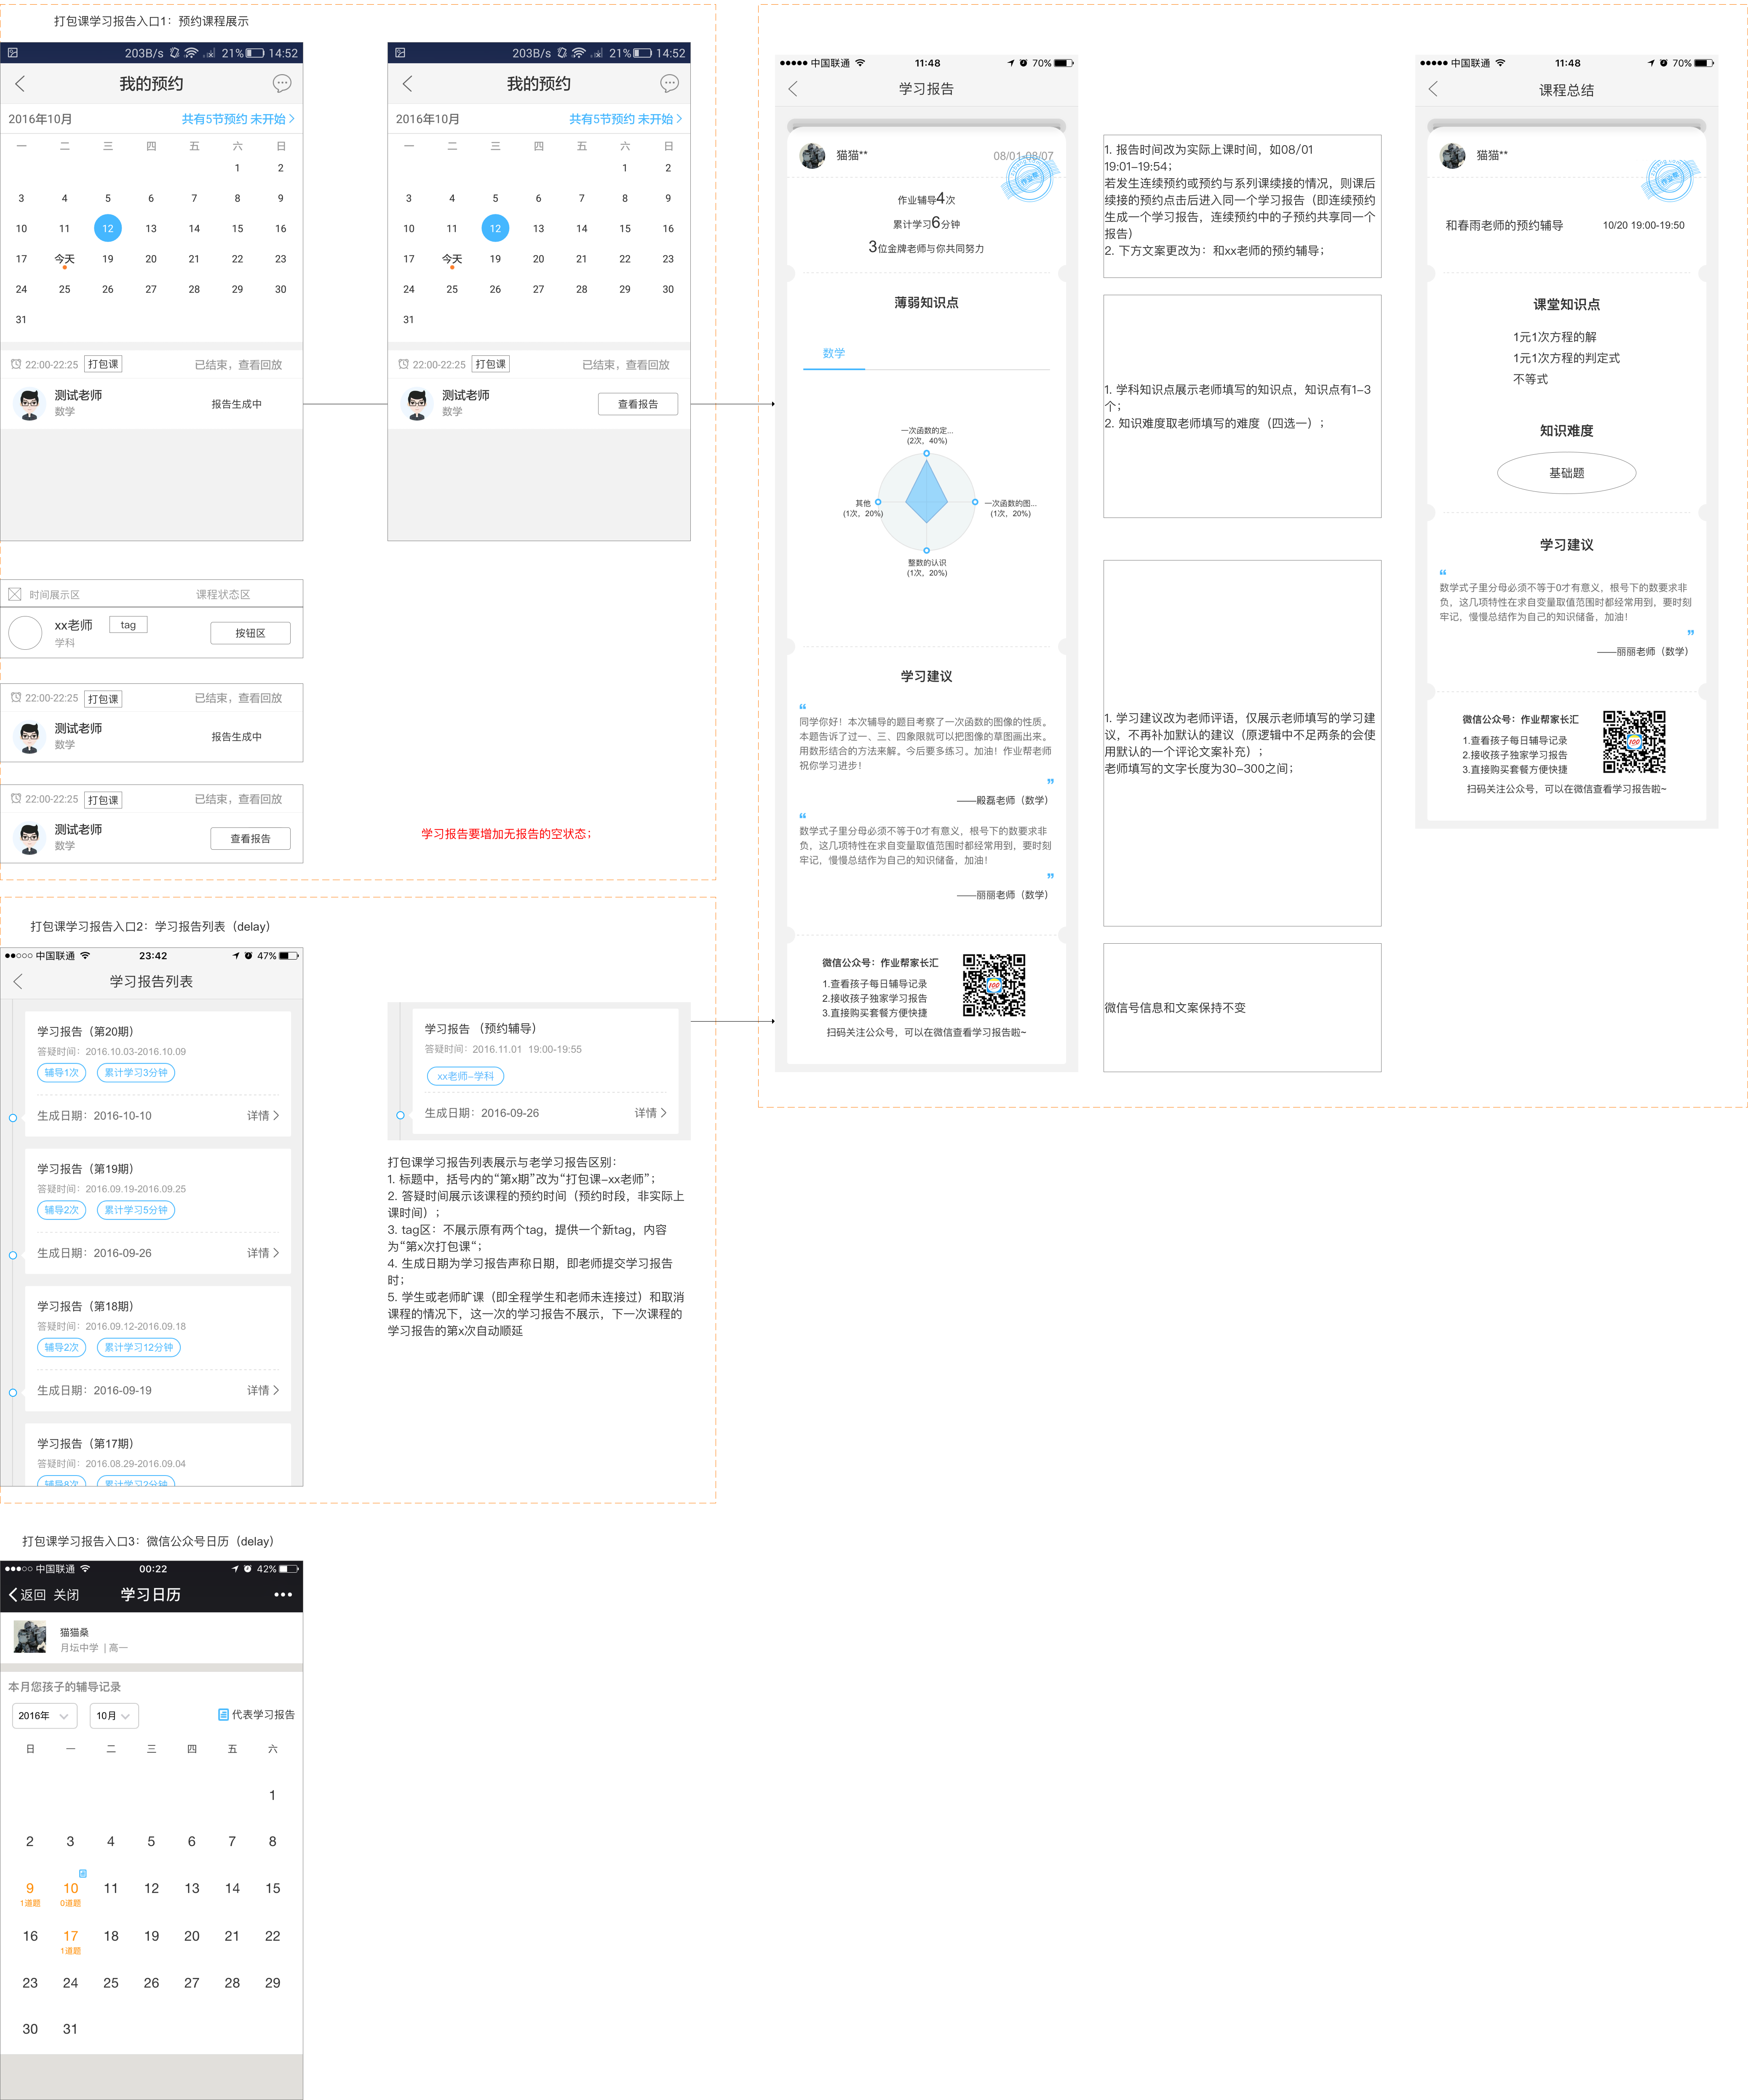 打包课学习报告入口1：预约课程展示
203B/s 21% 14:52
我的预约
2016年10月 共有5节预约 未开始
一 二 三 四 五 六 日
1 2
3 4 5 6 7 8 9
10 11 12 13 14 15 16
17 今天 19 20 21 22 23
24 25 26 27 28 29 30
31
22:00-22:25 打包课 已结束，查看回放
测试老师
数学
报告生成中
203B/s 21% 14:52
我的预约
2016年10月 共有5节预约 未开始
一 二 三 四 五 六 日
1 2
3 4 5 6 7 8 9
10 11 12 13 14 15 16
17 今天 19 20 21 22 23
24 25 26 27 28 29 30
31
22:00-22:25 打包课 已结束，查看回放
测试老师
数学
查看报告
时间展示区 课程状态区
xx老师 tag
学科
按钮区
22:00-22:25 打包课 已结束，查看回放
测试老师
数学
报告生成中
22:00-22:25 打包课 已结束，查看回放
测试老师
数学
查看报告
学习报告要增加无报告的空状态；
中国联通 11:48 70%
学习报告
猫猫** 08/01-08/07
作业帮
作业辅导4次
累计学习6分钟
3位金牌老师与你共同努力
薄弱知识点
数学
一次函数的定...
(2次，40%)
其他
(1次，20%)
一次函数的图...
(1次，20%)
整数的认识
(1次，20%)
学习建议
“
同学你好！本次辅导的题目考察了一次函数的图像的性质。
本题告诉了过一、三、四象限就可以把图像的草图画出来。
用数形结合的方法来解。今后要多练习。加油！作业帮老师
祝你学习进步！
”
——殿磊老师（数学）
“
数学式子里分母必须不等于0才有意义，根号下的数要求非
负，这几项特性在求自变量取值范围时都经常用到，要时刻
牢记，慢慢总结作为自己的知识储备，加油！
”
——丽丽老师（数学）
微信公众号：作业帮家长汇
1.查看孩子每日辅导记录
2.接收孩子独家学习报告
3.直接购买套餐方便快捷
100
扫码关注公众号，可以在微信查看学习报告啦~
1. 报告时间改为实际上课时间，如08/01
19:01-19:54；
若发生连续预约或预约与系列课续接的情况，则课后
续接的预约点击后进入同一个学习报告（即连续预约
生成一个学习报告，连续预约中的子预约共享同一个
报告）
2. 下方文案更改为：和xx老师的预约辅导；
1. 学科知识点展示老师填写的知识点，知识点有1-3
个；
2. 知识难度取老师填写的难度（四选一）；
1. 学习建议改为老师评语，仅展示老师填写的学习建
议，不再补加默认的建议（原逻辑中不足两条的会使
用默认的一个评论文案补充）；
老师填写的文字长度为30-300之间；
微信号信息和文案保持不变
中国联通 11:48 70%
课程总结
猫猫**
作业帮
和春雨老师的预约辅导 10/20 19:00-19:50
课堂知识点
1元1次方程的解
1元1次方程的判定式
不等式
知识难度
基础题
学习建议
“
数学式子里分母必须不等于0才有意义，根号下的数要求非
负，这几项特性在求自变量取值范围时都经常用到，要时刻
牢记，慢慢总结作为自己的知识储备，加油！
”
——丽丽老师（数学）
微信公众号：作业帮家长汇
1.查看孩子每日辅导记录
2.接收孩子独家学习报告
3.直接购买套餐方便快捷
100
扫码关注公众号，可以在微信查看学习报告啦~
打包课学习报告入口2：学习报告列表（delay）
中国联通 23:42 47%
学习报告列表
学习报告（第20期）
答疑时间：2016.10.03-2016.10.09
辅导1次 累计学习3分钟
生成日期：2016-10-10 详情
学习报告（第19期）
答疑时间：2016.09.19-2016.09.25
辅导2次 累计学习5分钟
生成日期：2016-09-26 详情
学习报告（第18期）
答疑时间：2016.09.12-2016.09.18
辅导2次 累计学习12分钟
生成日期：2016-09-19 详情
学习报告（第17期）
答疑时间：2016.08.29-2016.09.04
辅导8次 累计学习2分钟
学习报告 （预约辅导）
答疑时间：2016.11.01 19:00-19:55
xx老师-学科
生成日期：2016-09-26 详情
打包课学习报告列表展示与老学习报告区别：
1. 标题中，括号内的“第x期”改为“打包课-xx老师”；
2. 答疑时间展示该课程的预约时间（预约时段，非实际上
课时间）；
3. tag区：不展示原有两个tag，提供一个新tag，内容
为“第x次打包课“；
4. 生成日期为学习报告声称日期，即老师提交学习报告
时；
5. 学生或老师旷课（即全程学生和老师未连接过）和取消
课程的情况下，这一次的学习报告不展示，下一次课程的
学习报告的第x次自动顺延
打包课学习报告入口3：微信公众号日历（delay）
中国联通 00:22 42%
返回 关闭 学习日历
猫猫桑
月坛中学 | 高一
本月您孩子的辅导记录
2016年 10月 代表学习报告
日 一 二 三 四 五 六
1
2 3 4 5 6 7 8
9 10 11 12 13 14 15
1道题 0道题
16 17 18 19 20 21 22
1道题
23 24 25 26 27 28 29
30 31